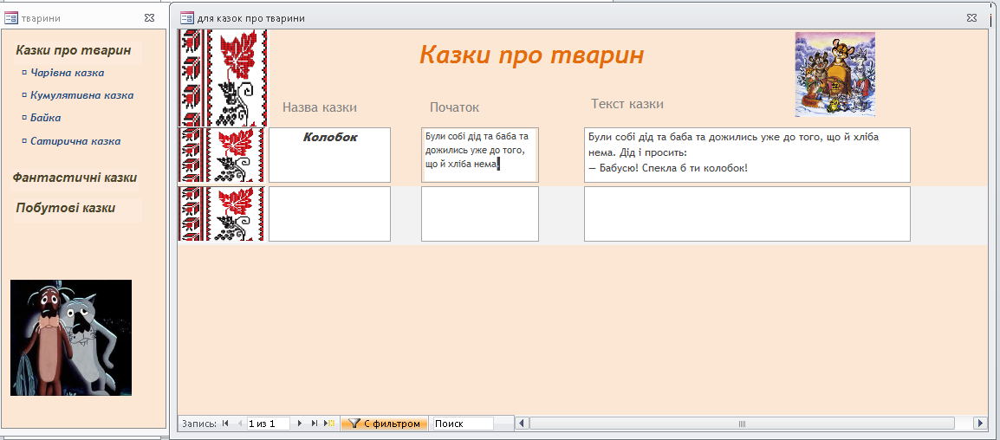 тварини
Казки про тварин
Чарівна казка
Кумулятивна казка
Байка
Сатирична казка
Фантастичні казки
Побутові казки
для казок про тварини
Казки про тварин
Назва казки
Початок
Текст казки
Колобок
Були собі дід та баба та
дожились уже до того,
що й хліба нема.
Були собі дід та баба та дожились уже до того, що й хліба
нема. Дід і просить:
— Бабусю! Спекла б ти колобок!
Запись:
1 из 1
С фильтром
Поиск